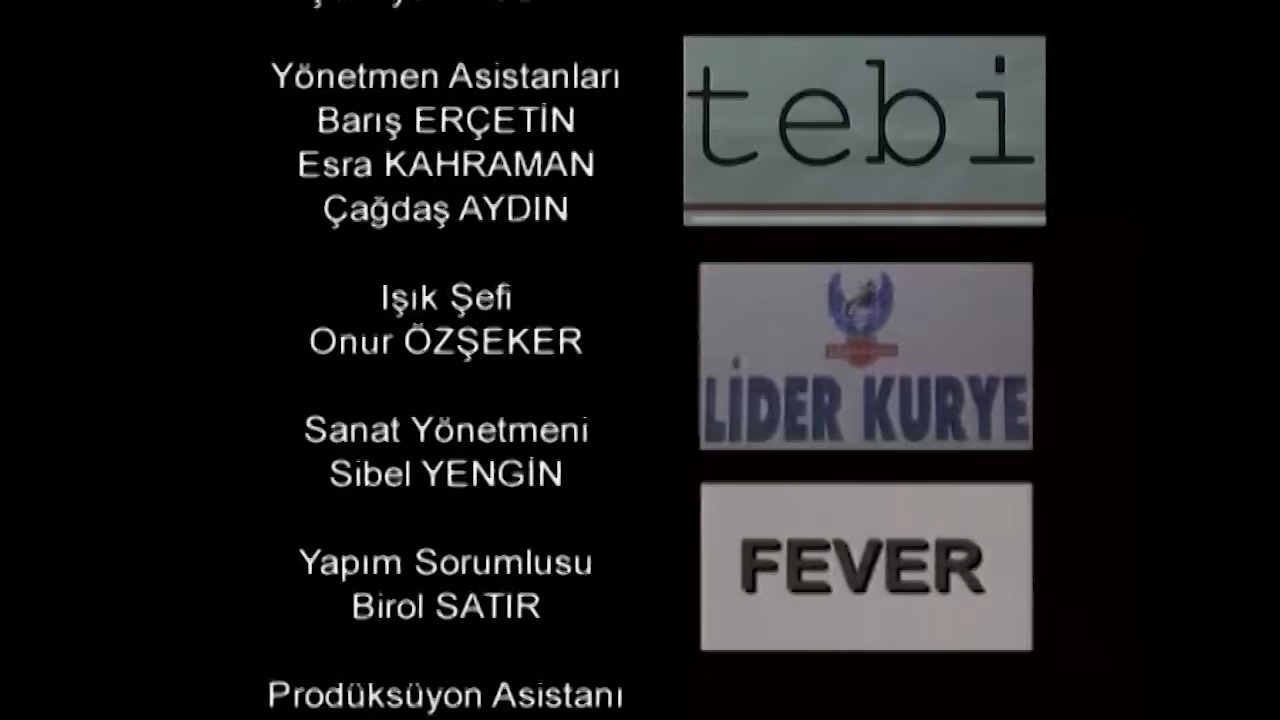 Yönetmen Asistanları
Barış ERÇETİN
Esra KAHRAMAN
Çağdaş AYDIN
Işık Şefi
Onur ÖZŞEKER
Sanat Yönetmeni
Sibel YENGİN
Yapım Sorumlusu
Birol SATIR
Prodüksüyon Asistanı
tebi
LİDER KURYE
FEVER